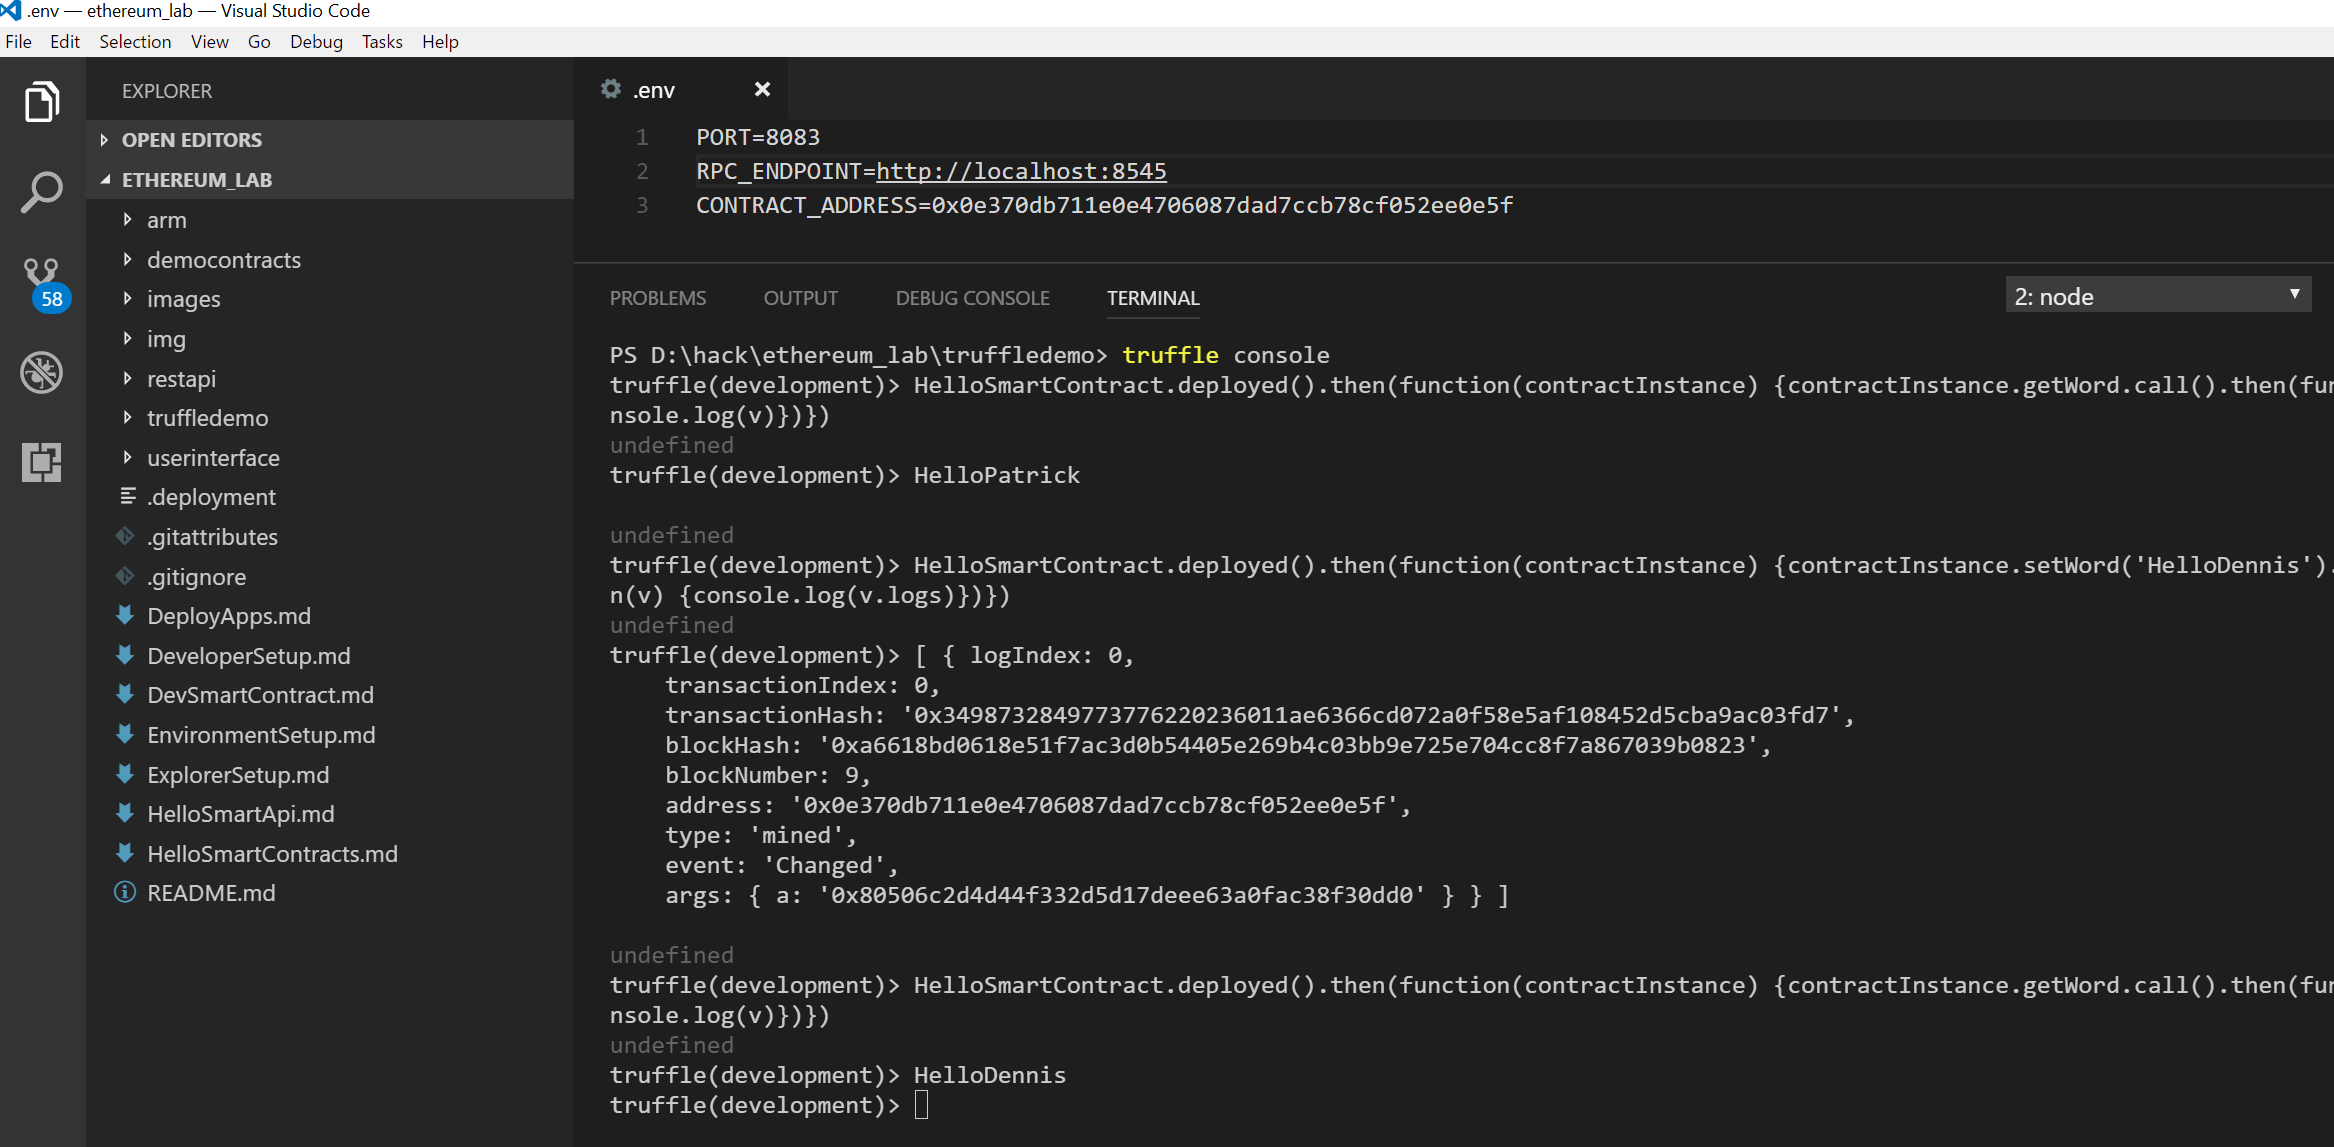 .env — ethereum_lab — Visual Studio Code
File Edit Selection View Go Debug Tasks Help
EXPLORER
OPEN EDITORS
ETHEREUM_LAB
arm
democontracts
images
img
restapi
truffledemo
userinterface
.deployment
.gitattributes
.gitignore
DeployApps.md
DeveloperSetup.md
DevSmartContract.md
EnvironmentSetup.md
ExplorerSetup.md
HelloSmartApi.md
HelloSmartContracts.md
README.md
58
.env
1 PORT=8083
2 RPC_ENDPOINT=http://localhost:8545
3 CONTRACT_ADDRESS=0x0e370db711e0e4706087dad7ccb78cf052ee0e5f
PROBLEMS OUTPUT DEBUG CONSOLE TERMINAL 2: node
PS D:\hack\ethereum_lab\truffledemo> truffle console
truffle(development)> HelloSmartContract.deployed().then(function(contractInstance) {contractInstance.getWord.call().then(fun
nsole.log(v)})})
undefined
truffle(development)> HelloPatrick
undefined
truffle(development)> HelloSmartContract.deployed().then(function(contractInstance) {contractInstance.setWord('HelloDennis').
n(v) {console.log(v.logs)})})
undefined
truffle(development)> [ { logIndex: 0,
transactionIndex: 0,
transactionHash: '0x3498732849773776220236011ae6366cd072a0f58e5af108452d5cba9ac03fd7',
blockHash: '0xa6618bd0618e51f7ac3d0b54405e269b4c03bb9e725e704cc8f7a867039b0823',
blockNumber: 9,
address: '0x0e370db711e0e4706087dad7ccb78cf052ee0e5f',
type: 'mined',
event: 'Changed',
args: { a: '0x80506c2d4d44f332d5d17deee63a0fac38f30dd0' } } ]
undefined
truffle(development)> HelloSmartContract.deployed().then(function(contractInstance) {contractInstance.getWord.call().then(fun
nsole.log(v)})})
undefined
truffle(development)> HelloDennis
truffle(development)>